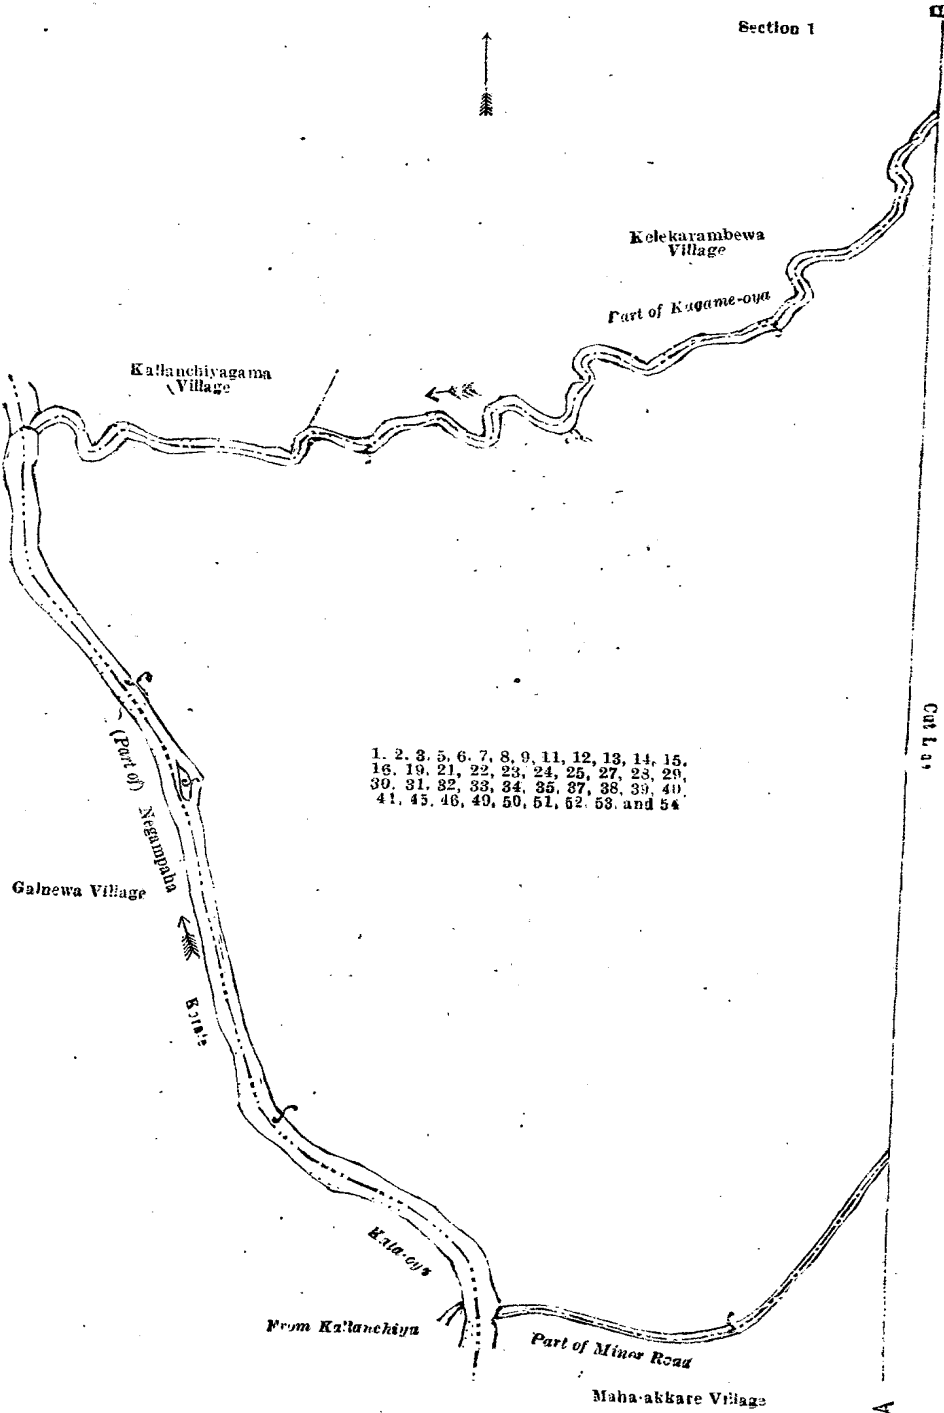 Section 1
B
Kelekarambewa
Village
Part of Kagame-oya
Kallanchiyagama
Village
1. 2. 3. 5, 6. 7, 8, 9, 11, 12, 13, 14, 15.
16. 19. 21, 22, 23, 24, 25, 27, 28, 29,
30. 31. 32, 33, 34, 35, 37, 38, 39, 40,
41, 45, 46, 49, 50, 51, 52, 53, and 54
(Part of) Negampaha
Korale
Galnewa Village
Kala-oya
From Kallanchiya
Part of Minor Road
Maha-akkare Village
Cut
A